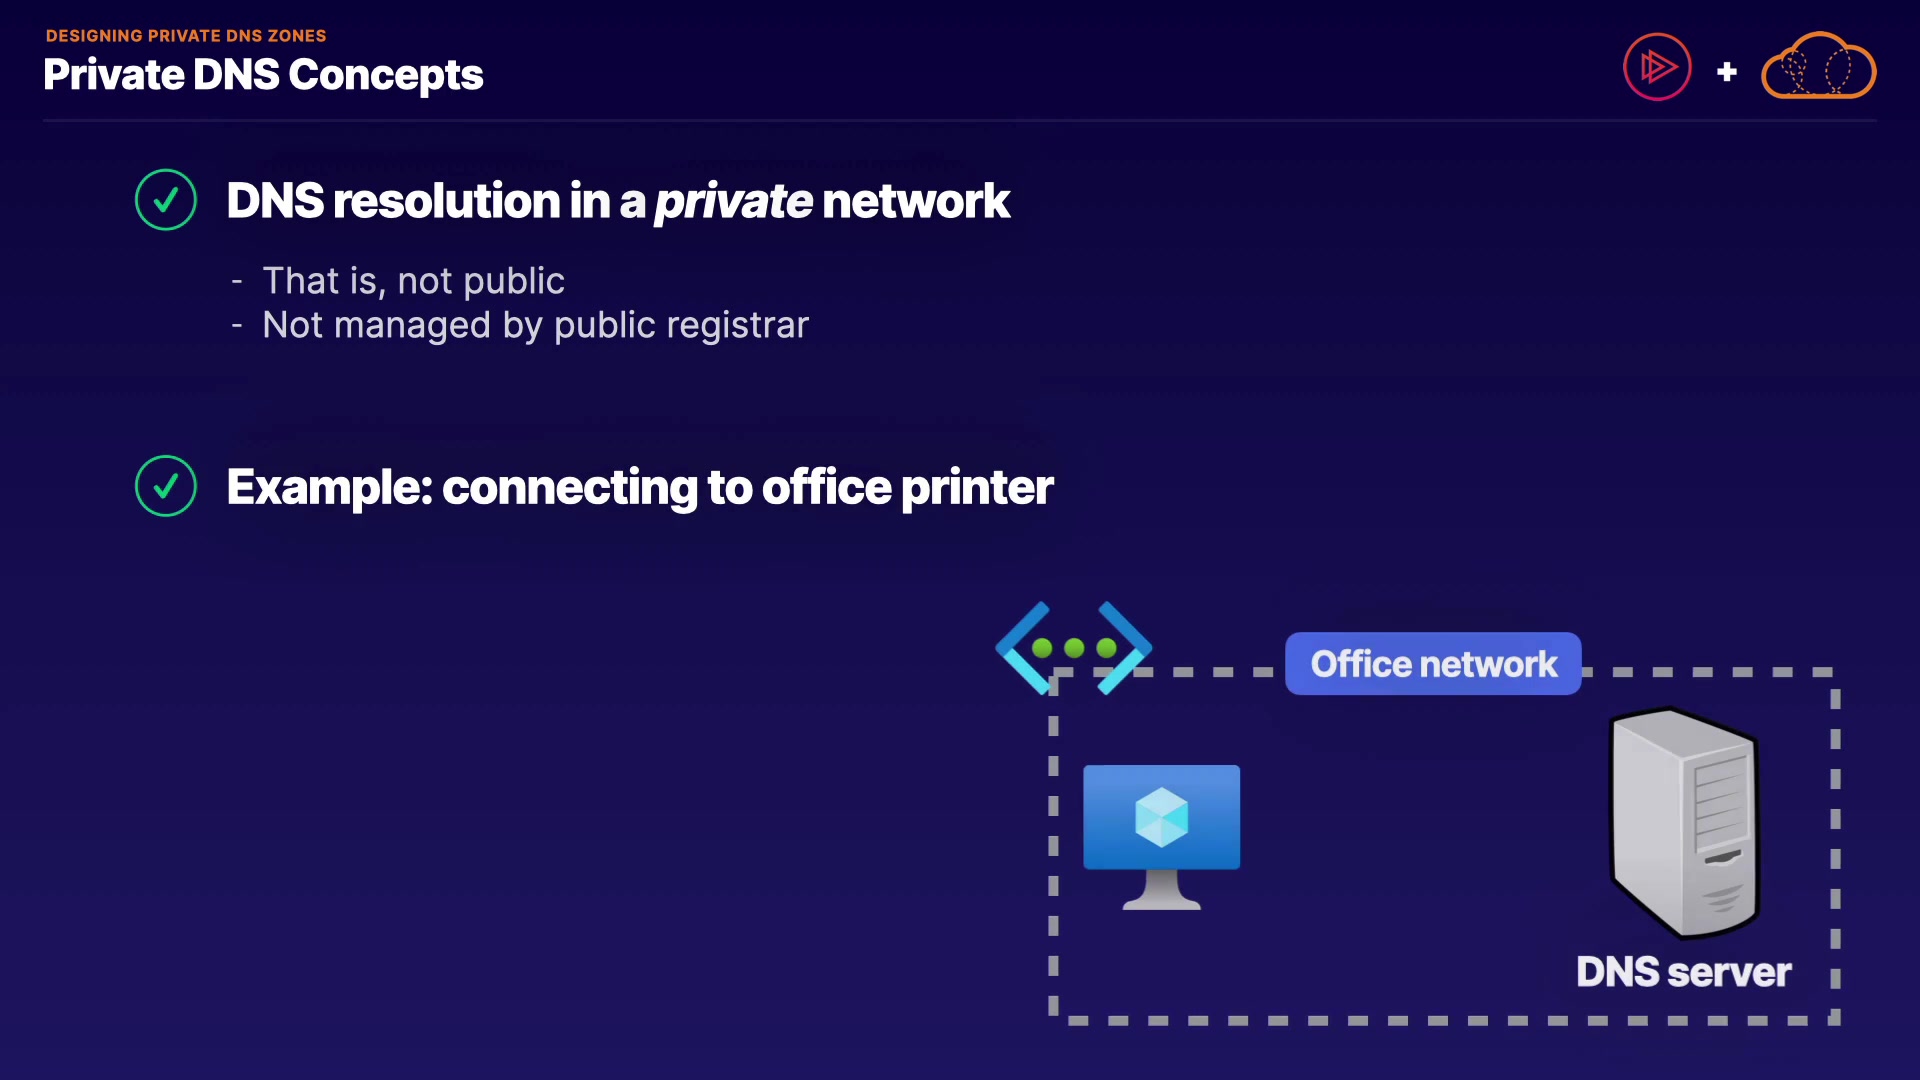 DESIGNING PRIVATE DNS ZONES
Private DNS Concepts
DNS resolution in a private network
- That is, not public
- Not managed by public registrar
Example: connecting to office printer
Office network
DNS server